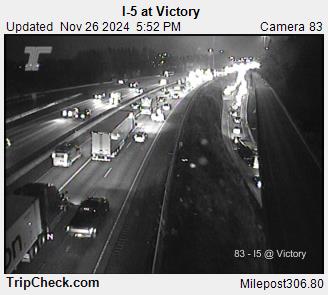 I-5 at Victory
Updated Nov 26 2024 5:52 PM Camera 83
83 - I5 @ Victory
TripCheck.com Milepost306.80